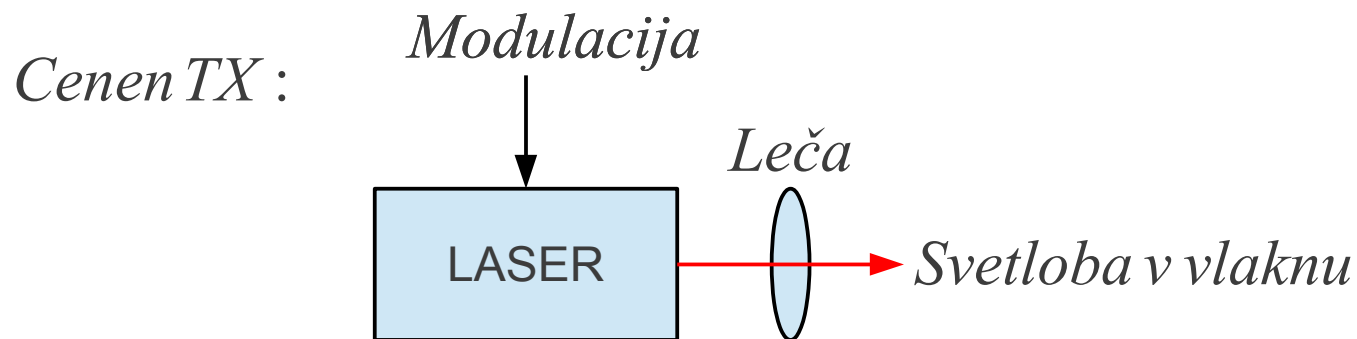 Cenen TX :
Modulacija
Leča
LASER
Svetloba v vlaknu